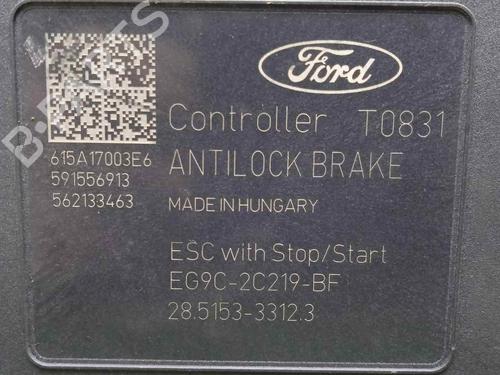 Ford
Controller T0831
615A17003E6
ANTILOCK BRAKE
591556913
562133463
MADE IN HUNGARY
ESC with Stop/Start
EG9C-2C219-BF
28.5153-3312.3